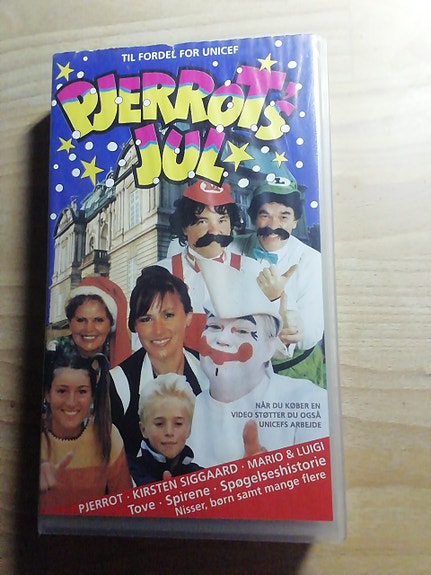 TIL FORDEL FOR UNICEF
PJERROT'S
JUL
NÅR DU KØBER EN
VIDEO STØTTER DU OGSÅ
UNICEFS ARBEJDE
PJERROT · KIRSTEN SIGGAARD · MARIO & LUIGI
Tove · Spirene · Spøgelseshistorie
Nisser, børn samt mange flere